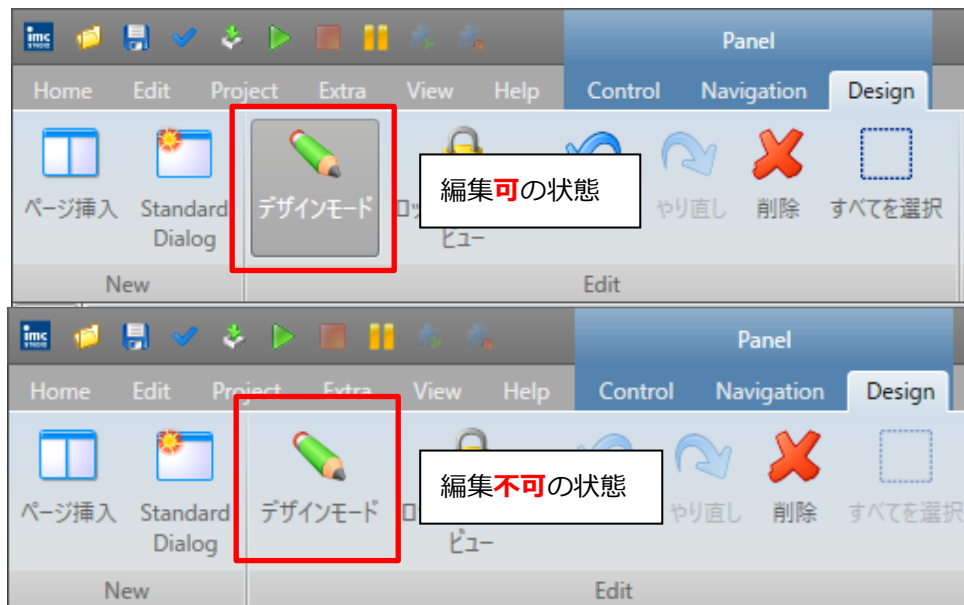 imc
STUDIO
Panel
Home Edit Project Extra View Help Control Navigation Design
ページ挿入 Standard Dialog デザインモード ビュー やり直し 削除 すべてを選択
編集可の状態
New Edit
imc
STUDIO
Panel
Home Edit Project Extra View Help Control Navigation Design
ページ挿入 Standard Dialog デザインモード ビュー やり直し 削除 すべてを選択
編集不可の状態
New Edit